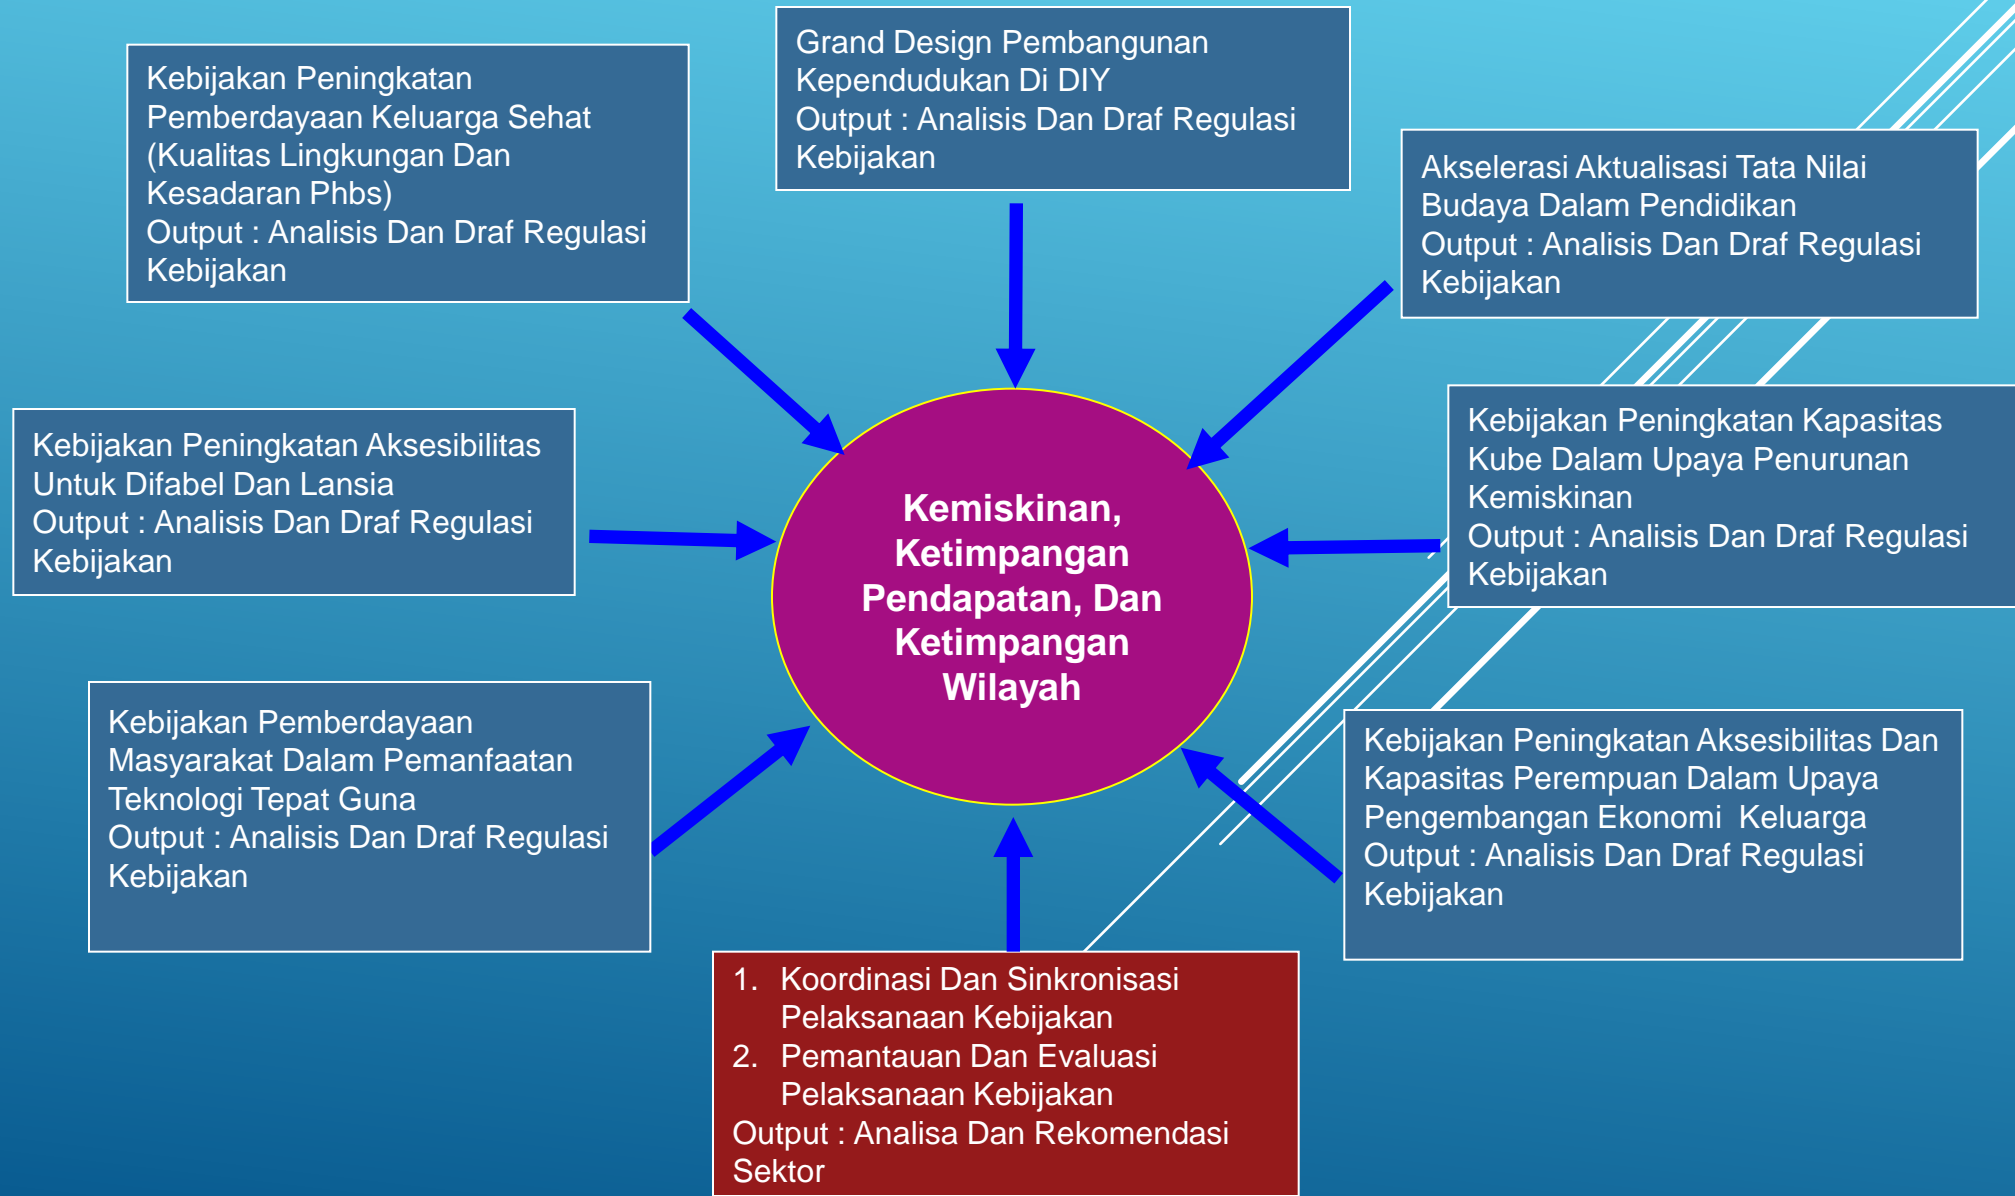 Kebijakan Peningkatan
Pemberdayaan Keluarga Sehat
(Kualitas Lingkungan Dan
Kesadaran Phbs)
Output : Analisis Dan Draf Regulasi
Kebijakan
Grand Design Pembangunan
Kependudukan Di DIY
Output : Analisis Dan Draf Regulasi
Kebijakan
Akselerasi Aktualisasi Tata Nilai
Budaya Dalam Pendidikan
Output : Analisis Dan Draf Regulasi
Kebijakan
Kebijakan Peningkatan Aksesibilitas
Untuk Difabel Dan Lansia
Output : Analisis Dan Draf Regulasi
Kebijakan
Kemiskinan,
Ketimpangan
Pendapatan, Dan
Ketimpangan
Wilayah
Kebijakan Peningkatan Kapasitas
Kube Dalam Upaya Penurunan
Kemiskinan
Output : Analisis Dan Draf Regulasi
Kebijakan
Kebijakan Pemberdayaan
Masyarakat Dalam Pemanfaatan
Teknologi Tepat Guna
Output : Analisis Dan Draf Regulasi
Kebijakan
Kebijakan Peningkatan Aksesibilitas Dan
Kapasitas Perempuan Dalam Upaya
Pengembangan Ekonomi  Keluarga
Output : Analisis Dan Draf Regulasi
Kebijakan
1. Koordinasi Dan Sinkronisasi
Pelaksanaan Kebijakan
2. Pemantauan Dan Evaluasi
Pelaksanaan Kebijakan
Output : Analisa Dan Rekomendasi
Sektor